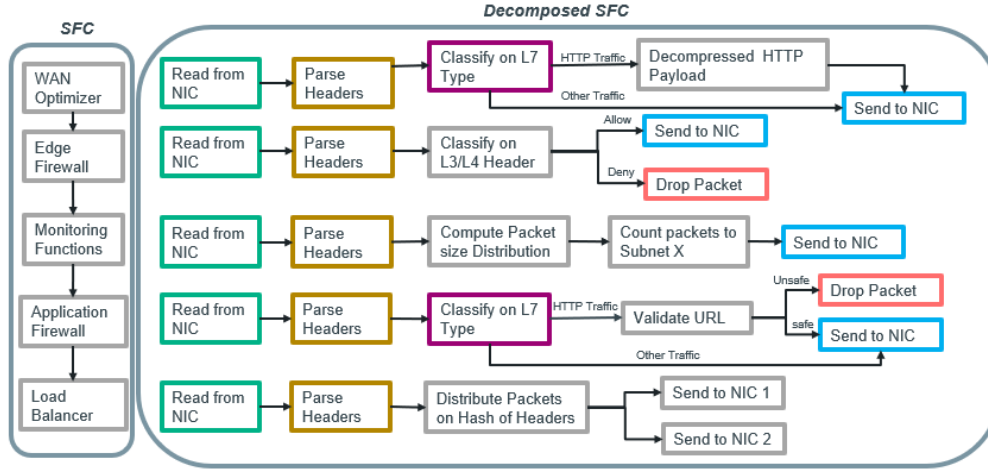 SFC
Decomposed SFC
WAN
Optimizer
Edge
Firewall
Monitoring
Functions
Application
Firewall
Load
Balancer
Read from
NIC
Parse
Headers
Classify on L7
Type
HTTP Traffic
Decompressed HTTP
Payload
Other Traffic
Send to NIC
Read from
NIC
Parse
Headers
Classify on
L3/L4 Header
Allow
Send to NIC
Deny
Drop Packet
Read from
NIC
Parse
Headers
Compute Packet
size Distribution
Count packets to
Subnet X
Send to NIC
Read from
NIC
Parse
Headers
Classify on L7
Type
HTTP Traffic
Validate URL
Unsafe
Drop Packet
safe
Send to NIC
Other Traffic
Read from
NIC
Parse
Headers
Distribute Packets
on Hash of Headers
Send to NIC 1
Send to NIC 2